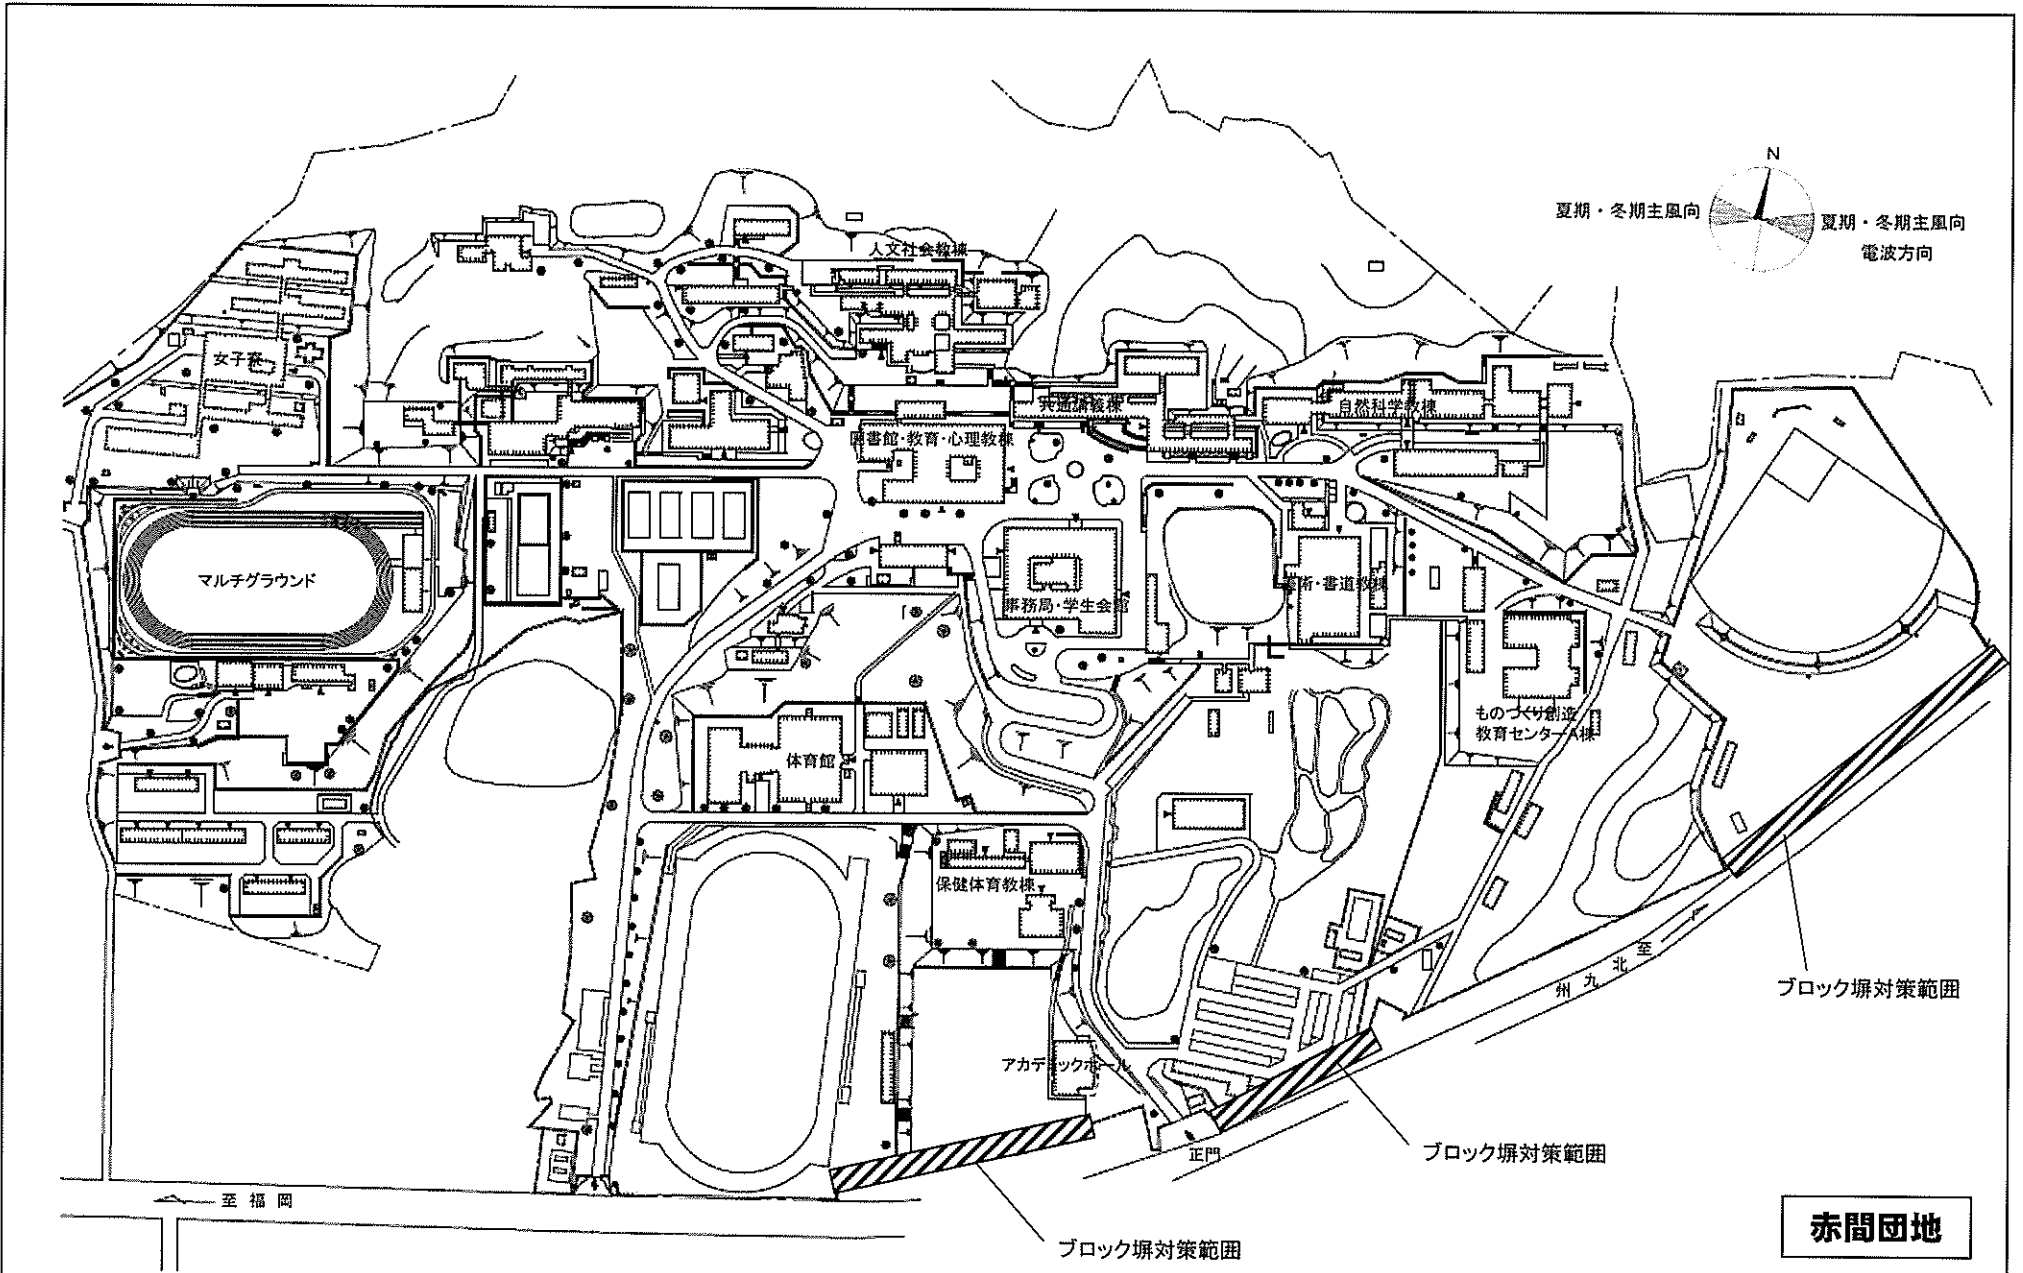 N
夏期・冬期主風向
夏期・冬期主風向
電波方向
人文社会教棟
女子寮
共通講義棟
自然科学教棟
図書館・教育・心理教棟
マルチグラウンド
事務局・学生会館
美術・書道教棟
ものづくり創造
教育センターA棟
体育館
保健体育教棟
至北九州
ブロック塀対策範囲
アカデミックホール
正門
ブロック塀対策範囲
至福岡
ブロック塀対策範囲
赤間団地